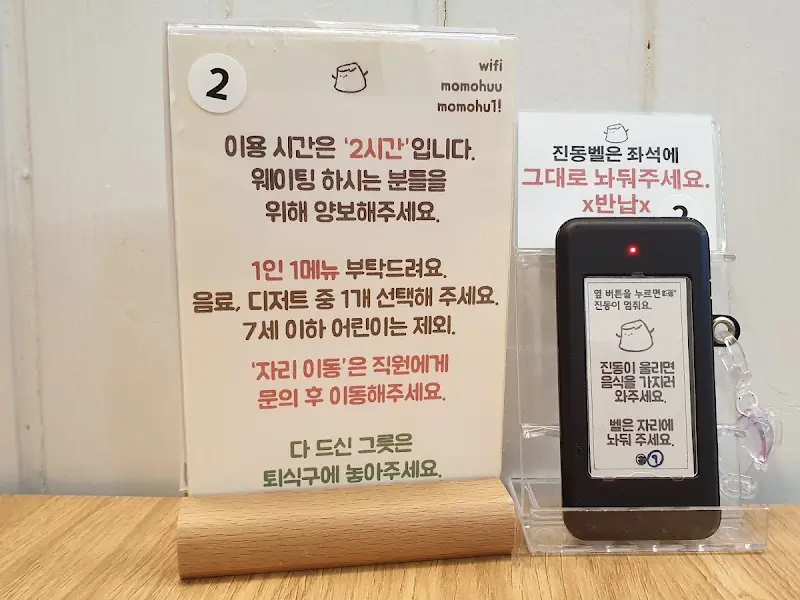 2
wifi
momohuu
momohu1!
이용 시간은 '2시간'입니다.
웨이팅 하시는 분들을
위해 양보해주세요.
1인 1메뉴 부탁드려요.
음료, 디저트 중 1개 선택해 주세요.
7세 이하 어린이는 제외.
'자리 이동'은 직원에게
문의 후 이동해주세요.
다 드신 그릇은
퇴식구에 놓아주세요.
진동벨은 좌석에
그대로 놔둬주세요.
x반납x
2
옆 버튼을 누르면
진동이 멈춰요.
진동이 울리면
음식을 가지러
와주세요.
벨은 자리에
놔둬 주세요.